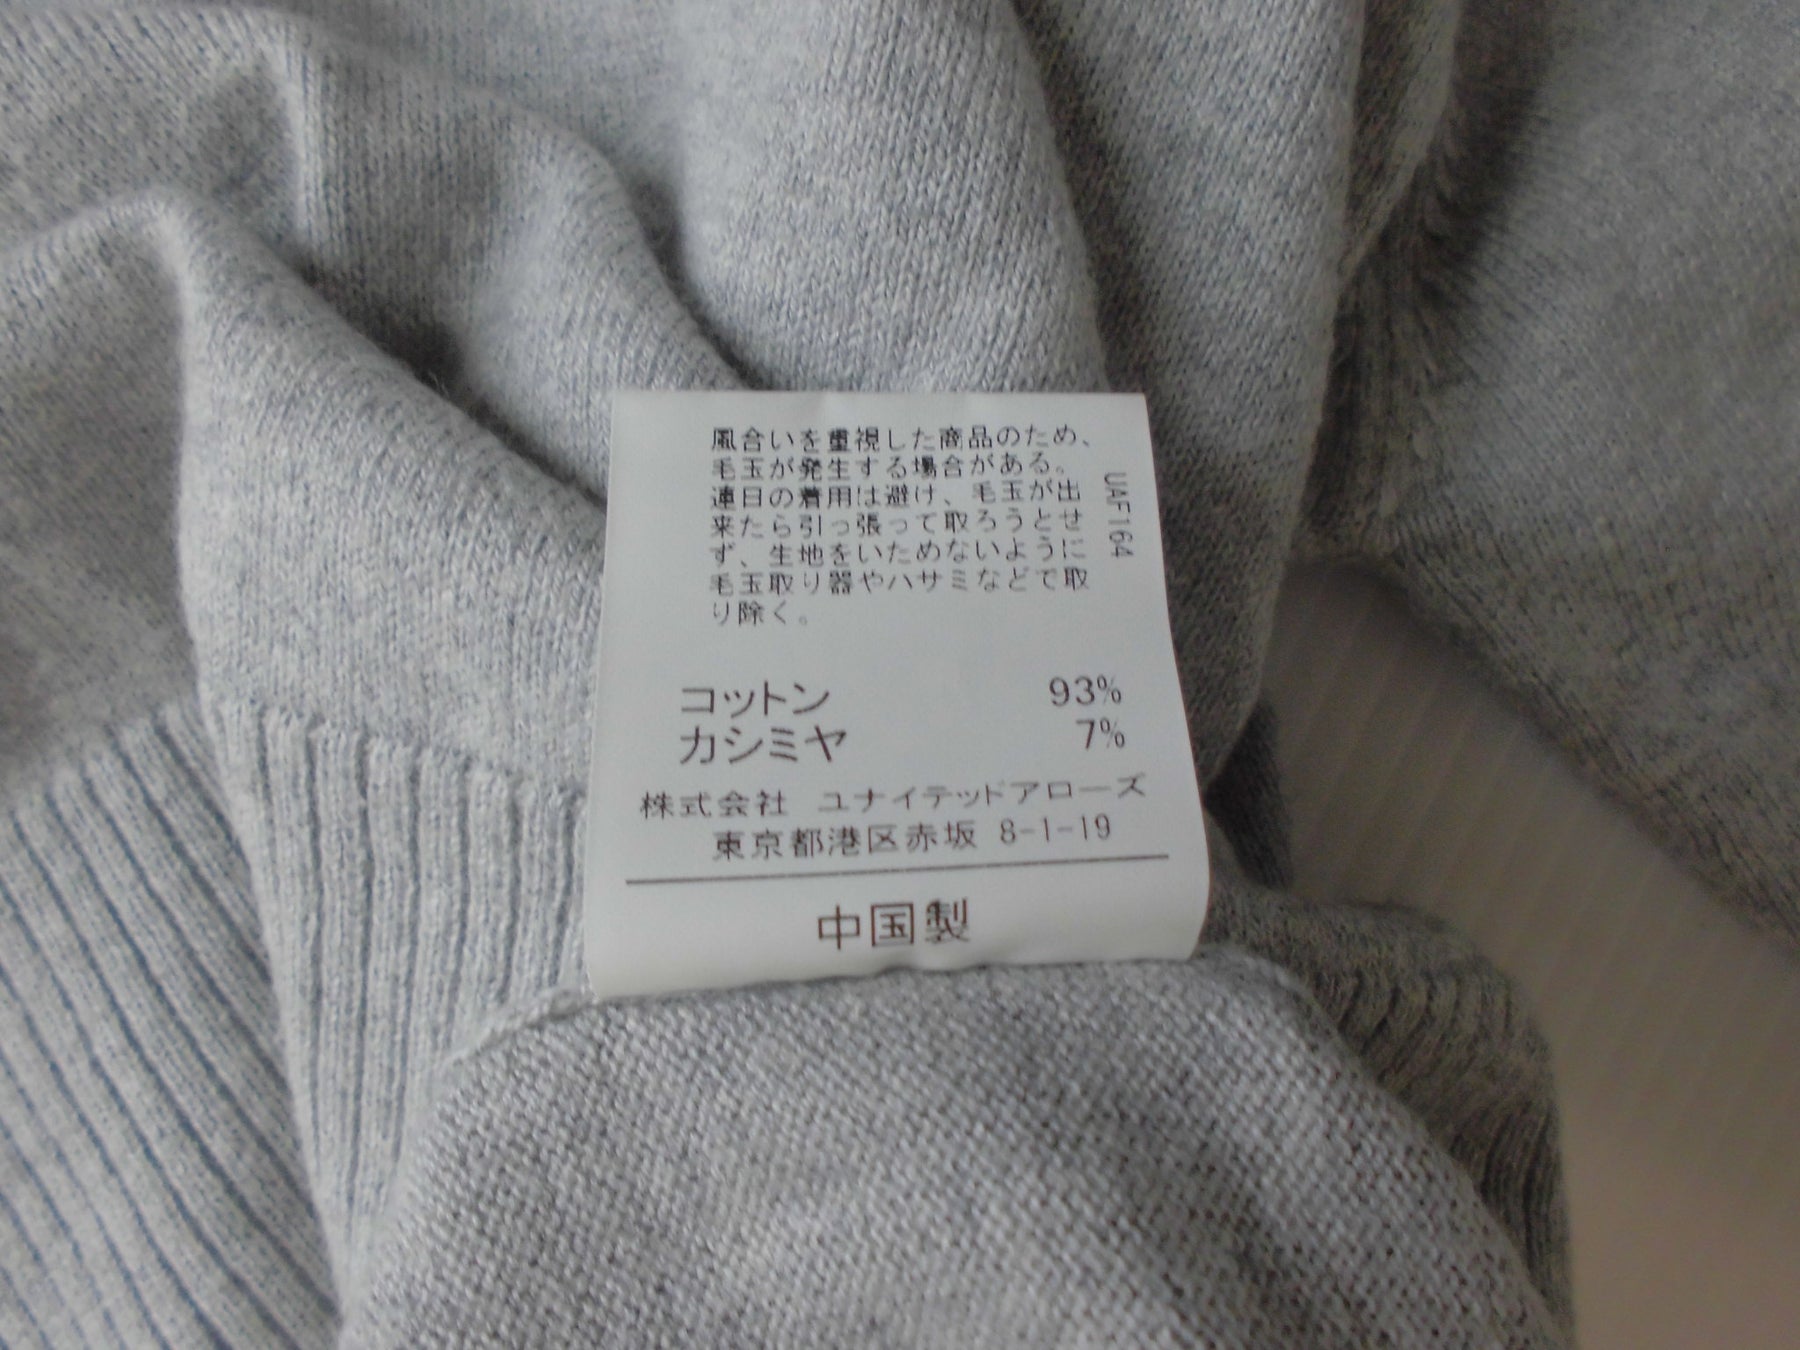 風合いを重視した商品のため、
毛玉が発生する場合がある。
連日の着用は避け、毛玉が出
来たら引っ張って取ろうとせ
ず、生地をいためないように
毛玉取り器やハサミなどで取
り除く。
UAF164
コットン 93%
カシミヤ 7%
株式会社 ユナイテッドアローズ
東京都港区赤坂 8-1-19
中国製